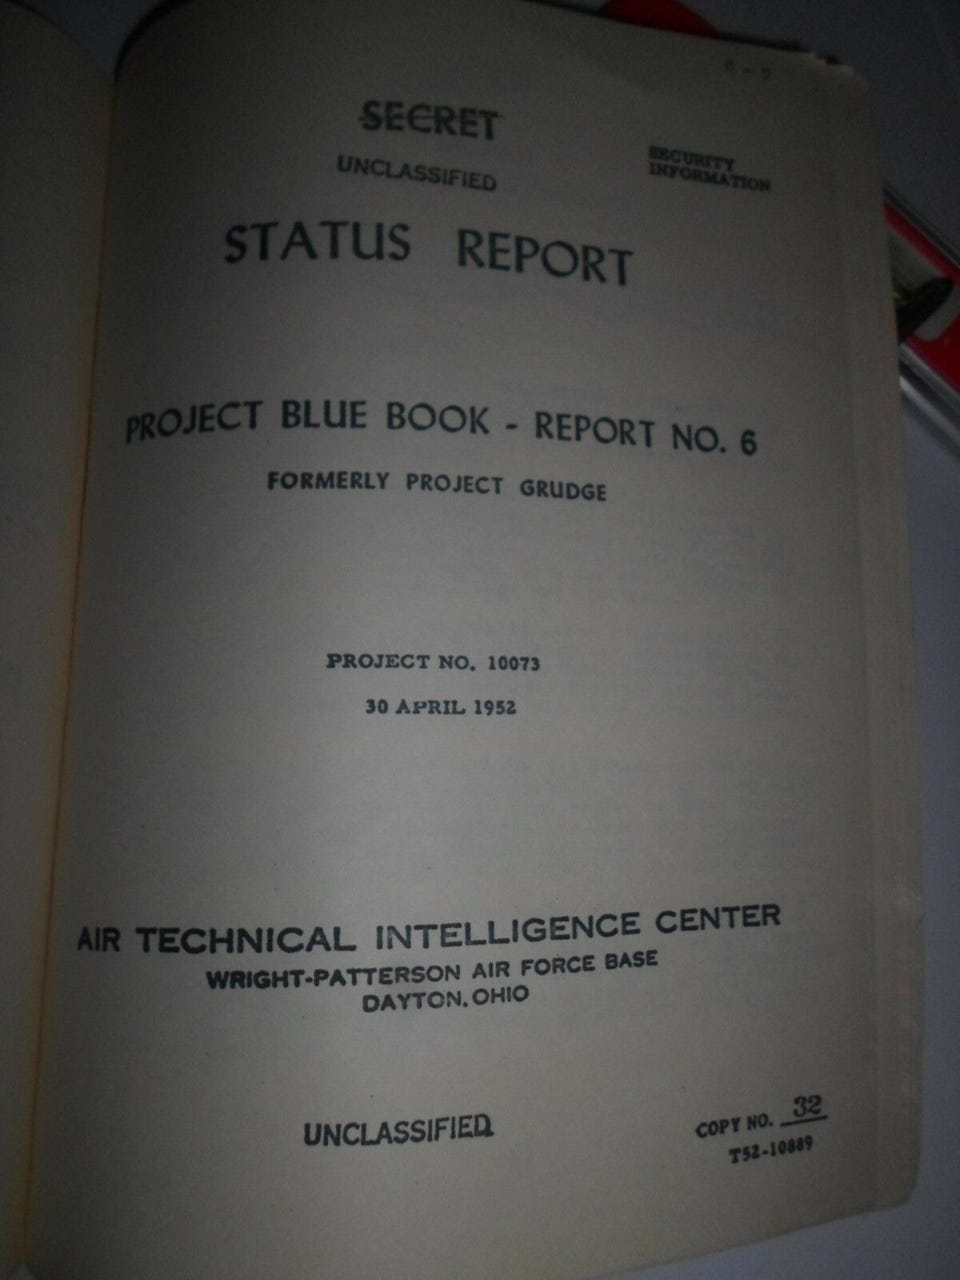 SECRET
UNCLASSIFIED
SECURITY
INFORMATION
STATUS REPORT
PROJECT BLUE BOOK - REPORT NO. 6
FORMERLY PROJECT GRUDGE
PROJECT NO. 10073
30 APRIL 1952
AIR TECHNICAL INTELLIGENCE CENTER
WRIGHT-PATTERSON AIR FORCE BASE
DAYTON, OHIO
UNCLASSIFIED
COPY NO. 32
T52-10889